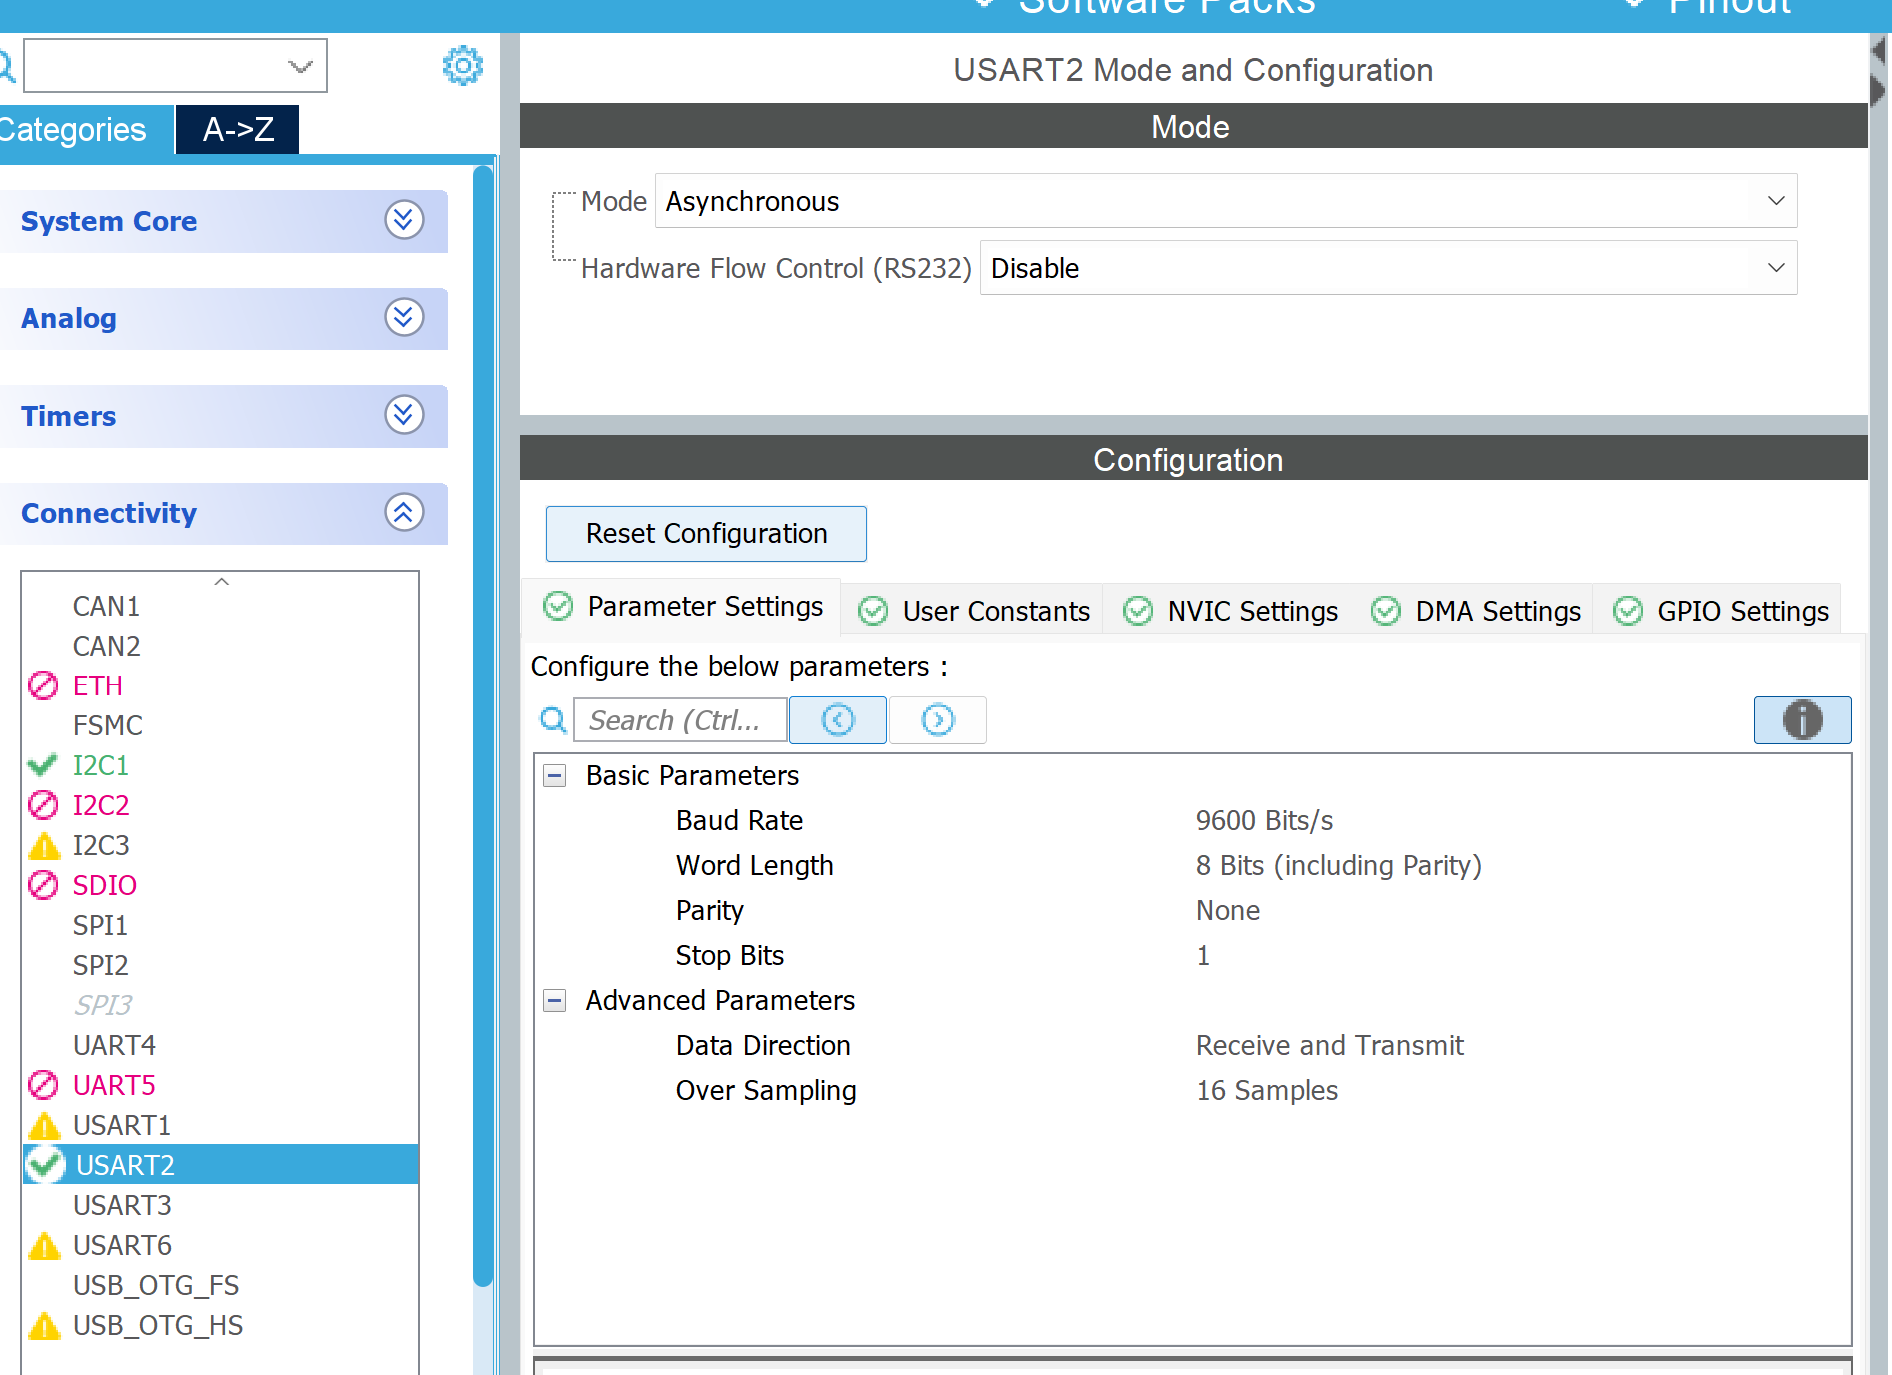 Software Packs
Pinout
Categories
A->Z
System Core
Analog
Timers
Connectivity
CAN1
CAN2
ETH
FSMC
I2C1
I2C2
I2C3
SDIO
SPI1
SPI2
SPI3
UART4
UART5
USART1
USART2
USART3
USART6
USB_OTG_FS
USB_OTG_HS
USART2 Mode and Configuration
Mode
Mode Asynchronous
Hardware Flow Control (RS232) Disable
Configuration
Reset Configuration
Parameter Settings User Constants NVIC Settings DMA Settings GPIO Settings
Configure the below parameters :
Search (Ctrl...
Basic Parameters
Baud Rate 9600 Bits/s
Word Length 8 Bits (including Parity)
Parity None
Stop Bits 1
Advanced Parameters
Data Direction Receive and Transmit
Over Sampling 16 Samples